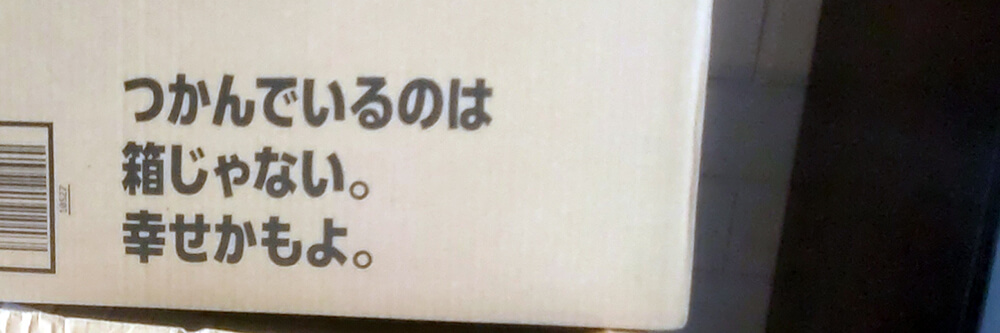 つかんでいるのは
箱じゃない。
幸せかもよ。